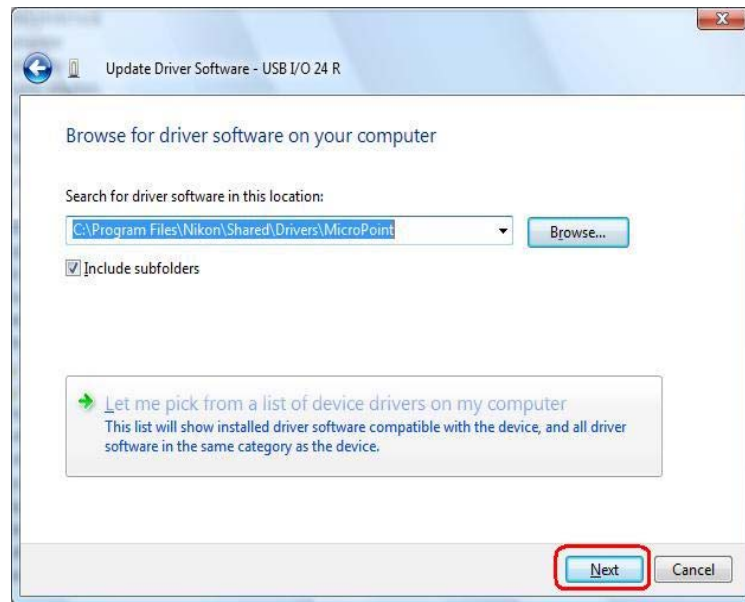 Update Driver Software - USB I/O 24 R
Browse for driver software on your computer
Search for driver software in this location:
C:\Program Files\Nikon\Shared\Drivers\MicroPoint
Browse...
Include subfolders
Let me pick from a list of device drivers on my computer
This list will show installed driver software compatible with the device, and all driver
software in the same category as the device.
Next Cancel